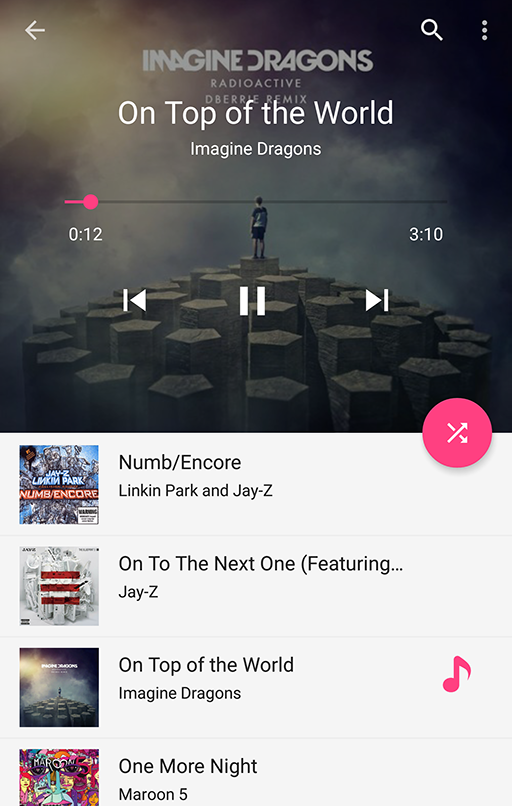 IMAGINE DRAGONS
RADIOACTIVE
DBERRIE REMIX
On Top of the World
Imagine Dragons
0:12
3:10
JAY-Z
LINKIN PARK
NUMB/ENCORE
WARNING
Numb/Encore
Linkin Park and Jay-Z
JAY-Z
On To The Next One (Featuring...
Jay-Z
IMAGINE DRAGONS
On Top of the World
Imagine Dragons
MAROON 5
One More Night
Maroon 5